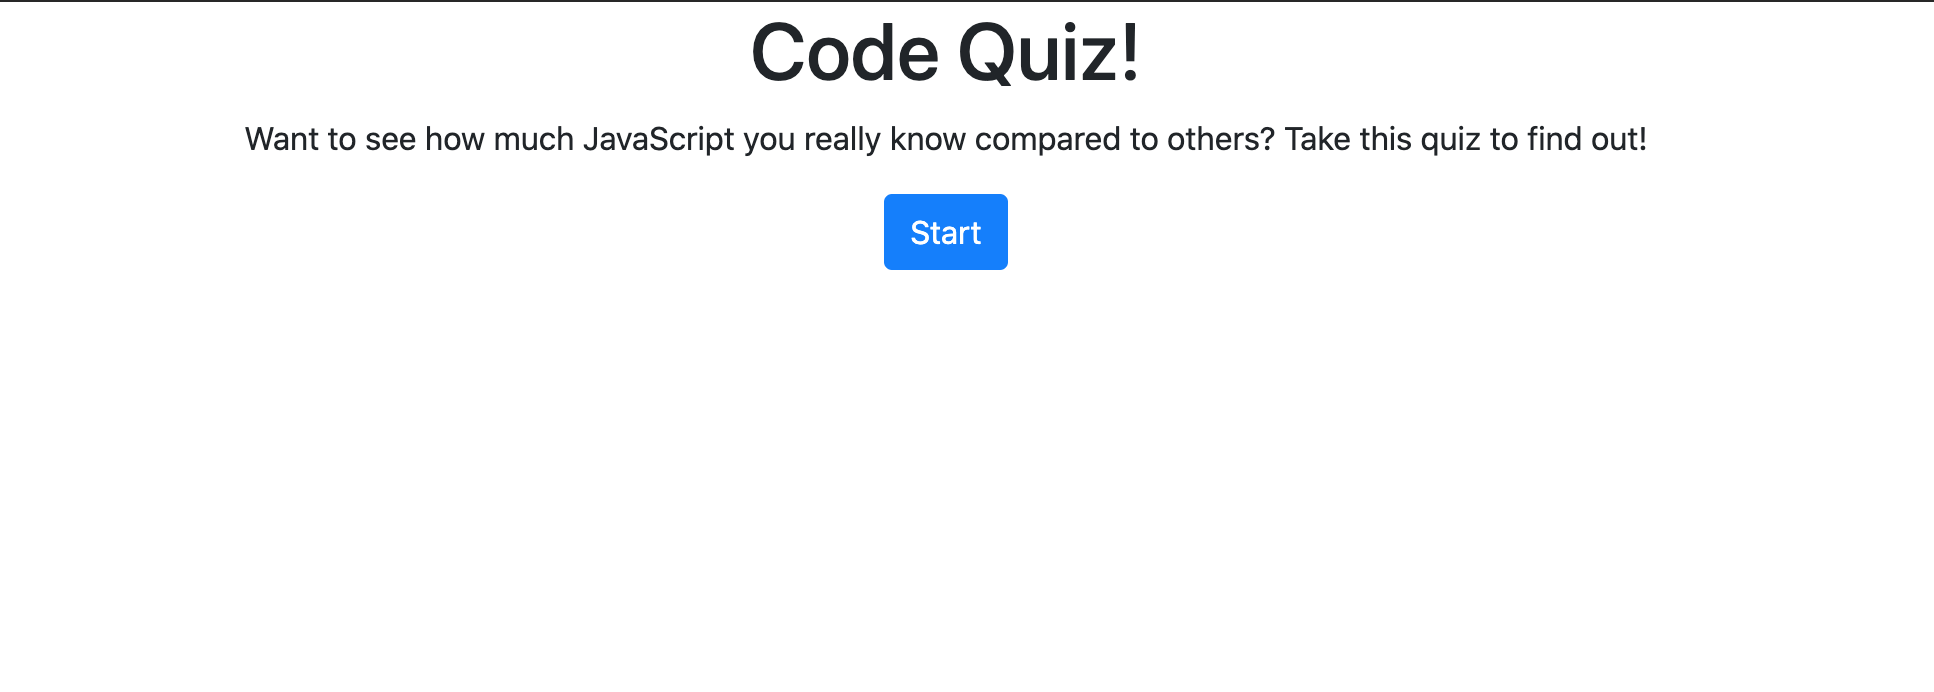 Code Quiz!
Want to see how much JavaScript you really know compared to others? Take this quiz to find out!
Start